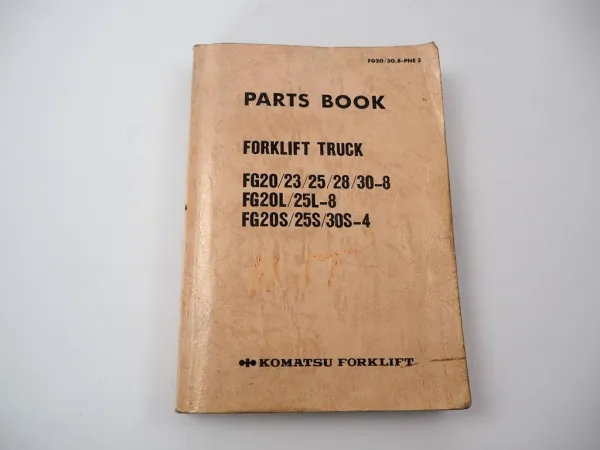 FG20/30.8-PNE 2
PARTS BOOK
FORKLIFT TRUCK
FG20/23/25/28/30-8
FG20L/25L-8
FG20S/25S/30S-4
KOMATSU FORKLIFT